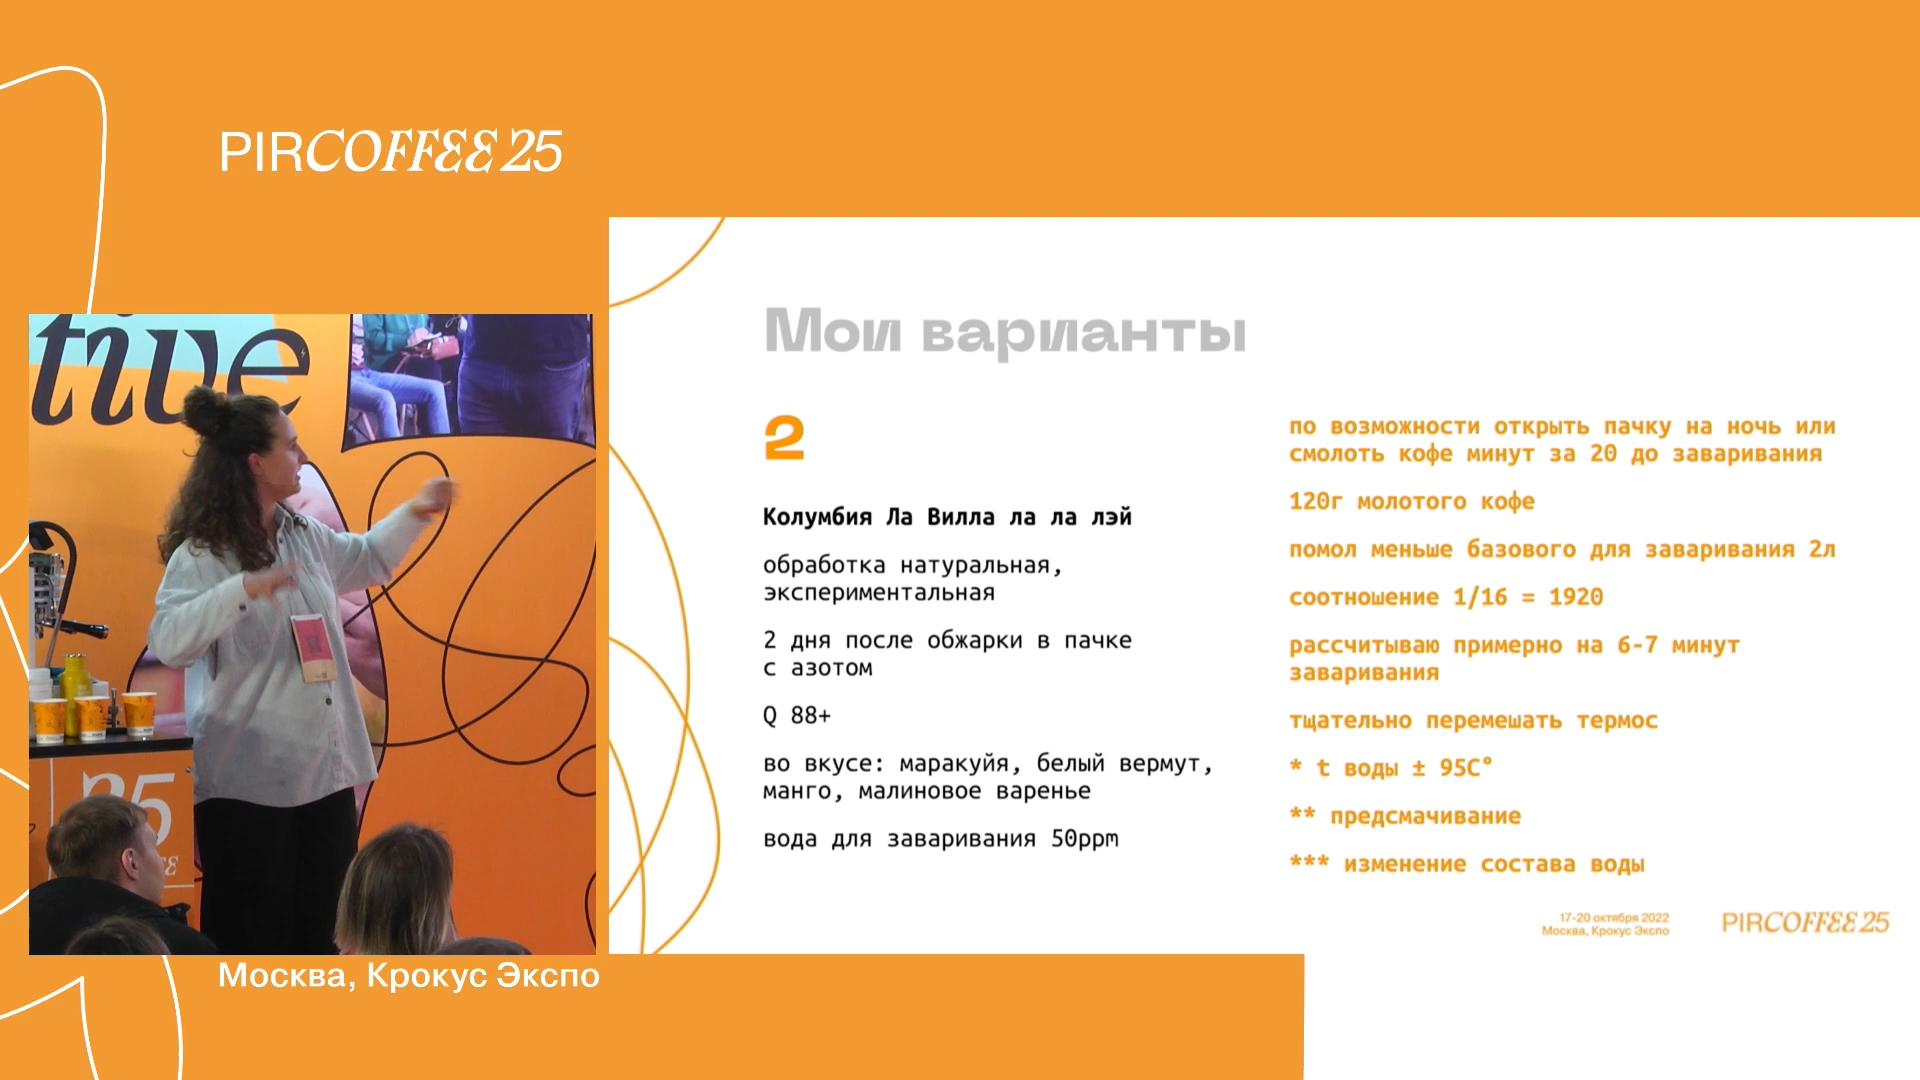 PIRCOFFEE 25
tive
25
Москва, Крокус Экспо
Мои варианты
2
Колумбия Ла Вилла ла ла лэй
обработка натуральная,
экспериментальная
2 дня после обжарки в пачке
с азотом
Q 88+
во вкусе: маракуйя, белый вермут,
манго, малиновое варенье
вода для заваривания 50ppm
по возможности открыть пачку на ночь или
смолоть кофе минут за 20 до заваривания
120г молотого кофе
помол меньше базового для заваривания 2л
соотношение 1/16 = 1920
рассчитываю примерно на 6-7 минут
заваривания
тщательно перемешать термос
* t воды ± 95C°
** предсмачивание
*** изменение состава воды
17-20 октября 2022
Москва, Крокус Экспо
PIRCOFFEE 25